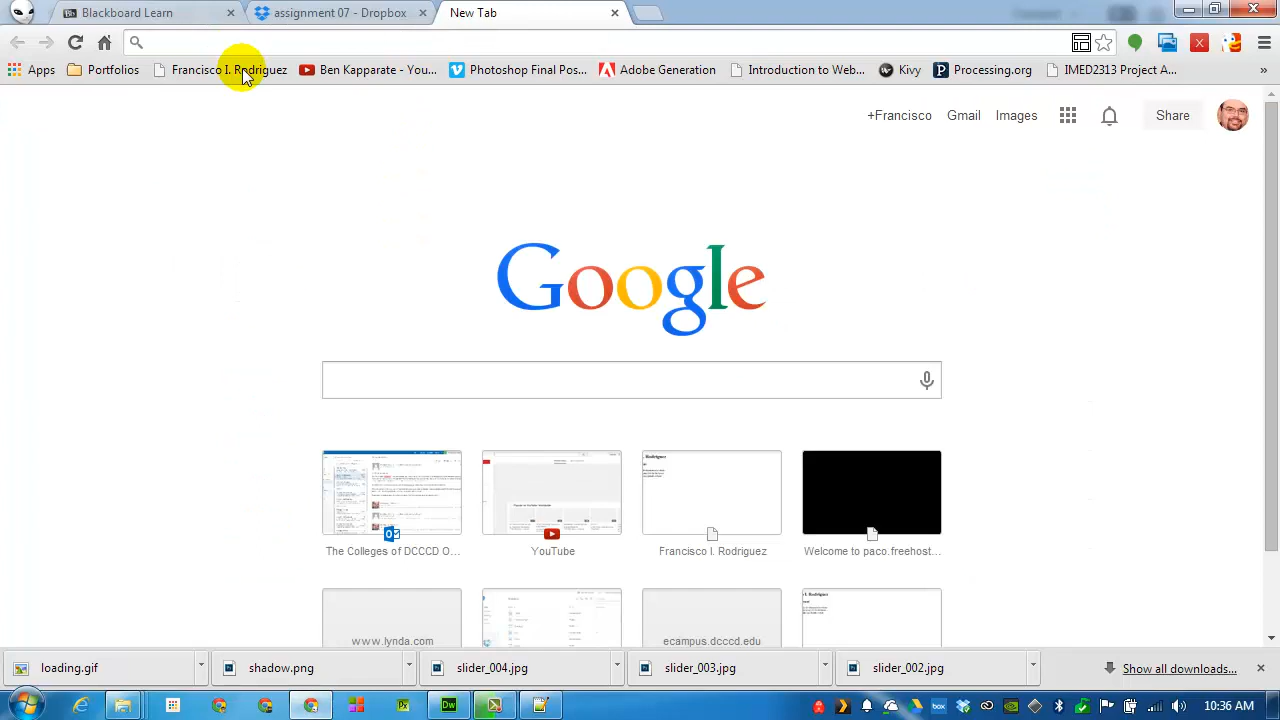 Blackboard Learn
assignment 07 - Dropbox
New Tab
Apps
Portfolios
Francisco I. Rodriguez
Ben Kapparate - You...
Photoshop Final Pos...
Adobe Generation
Introduction to Web...
Kivy
Processing.org
IMED2313 Project A...
»
+Francisco
Gmail
Images
Share
Google
The Colleges of DCCCD O...
YouTube
Francisco I. Rodriguez
Welcome to paco.freehost...
www.lynda.com
ecampus.dcccd.edu
loading.gif
shadow.png
slider_004.jpg
slider_003.jpg
slider_002.jpg
Show all downloads...
Dw
box
10:36 AM